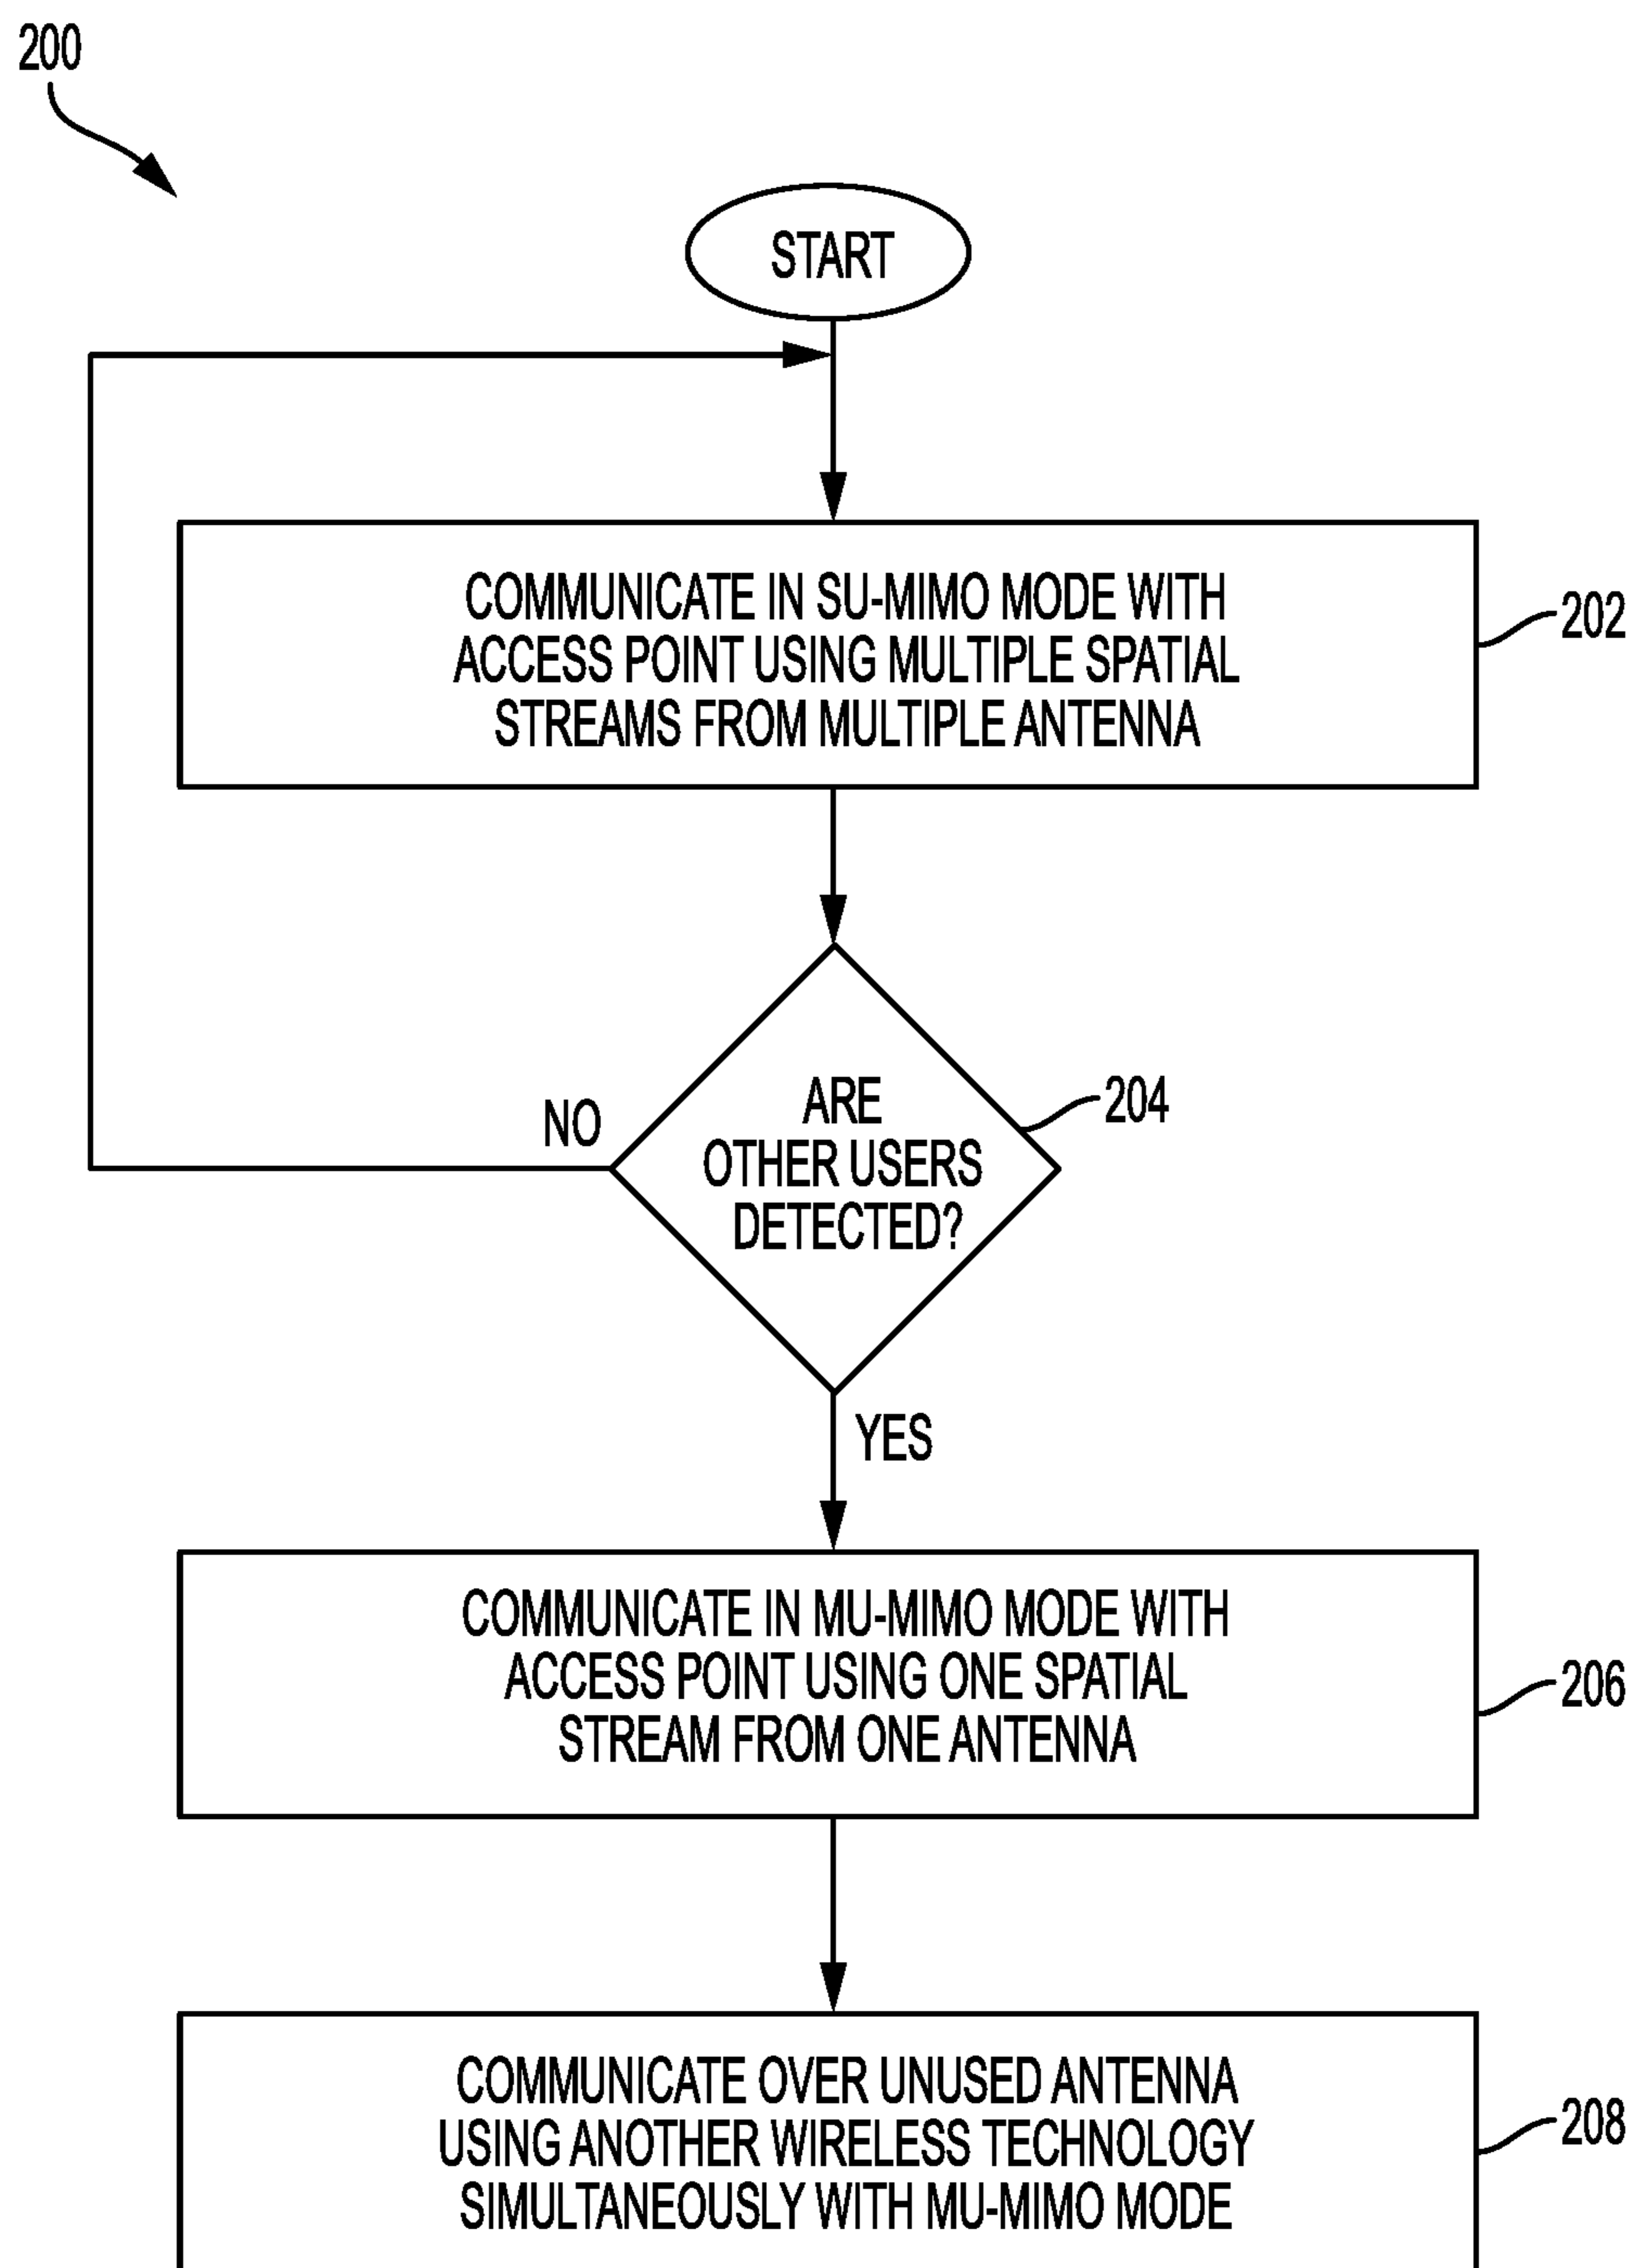 200
START
COMMUNICATE IN SU-MIMO MODE WITH
ACCESS POINT USING MULTIPLE SPATIAL
STREAMS FROM MULTIPLE ANTENNA
202
ARE
OTHER USERS
DETECTED?
204
NO
YES
COMMUNICATE IN MU-MIMO MODE WITH
ACCESS POINT USING ONE SPATIAL
STREAM FROM ONE ANTENNA
206
COMMUNICATE OVER UNUSED ANTENNA
USING ANOTHER WIRELESS TECHNOLOGY
SIMULTANEOUSLY WITH MU-MIMO MODE
208